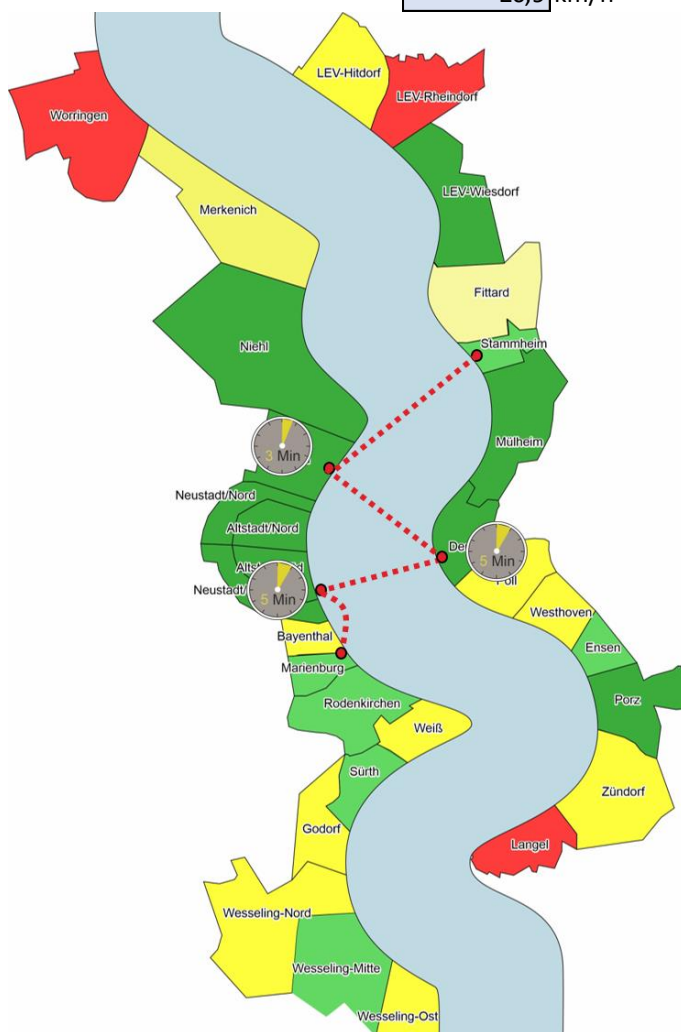 km/h
LEV-Hitdorf
LEV-Rheindorf
Worringen
LEV-Wiesdorf
Merkenich
Fittard
Stammheim
Niehl
Mülheim
3 Min
Neustadt/Nord
Altstadt/Nord
5 Min
Neustadt/
5 Min
Poll
Westhoven
Bayenthal
Ensen
Marienburg
Porz
Rodenkirchen
Weiß
Sürth
Zündorf
Godorf
Langel
Wesseling-Nord
Wesseling-Mitte
Wesseling-Ost